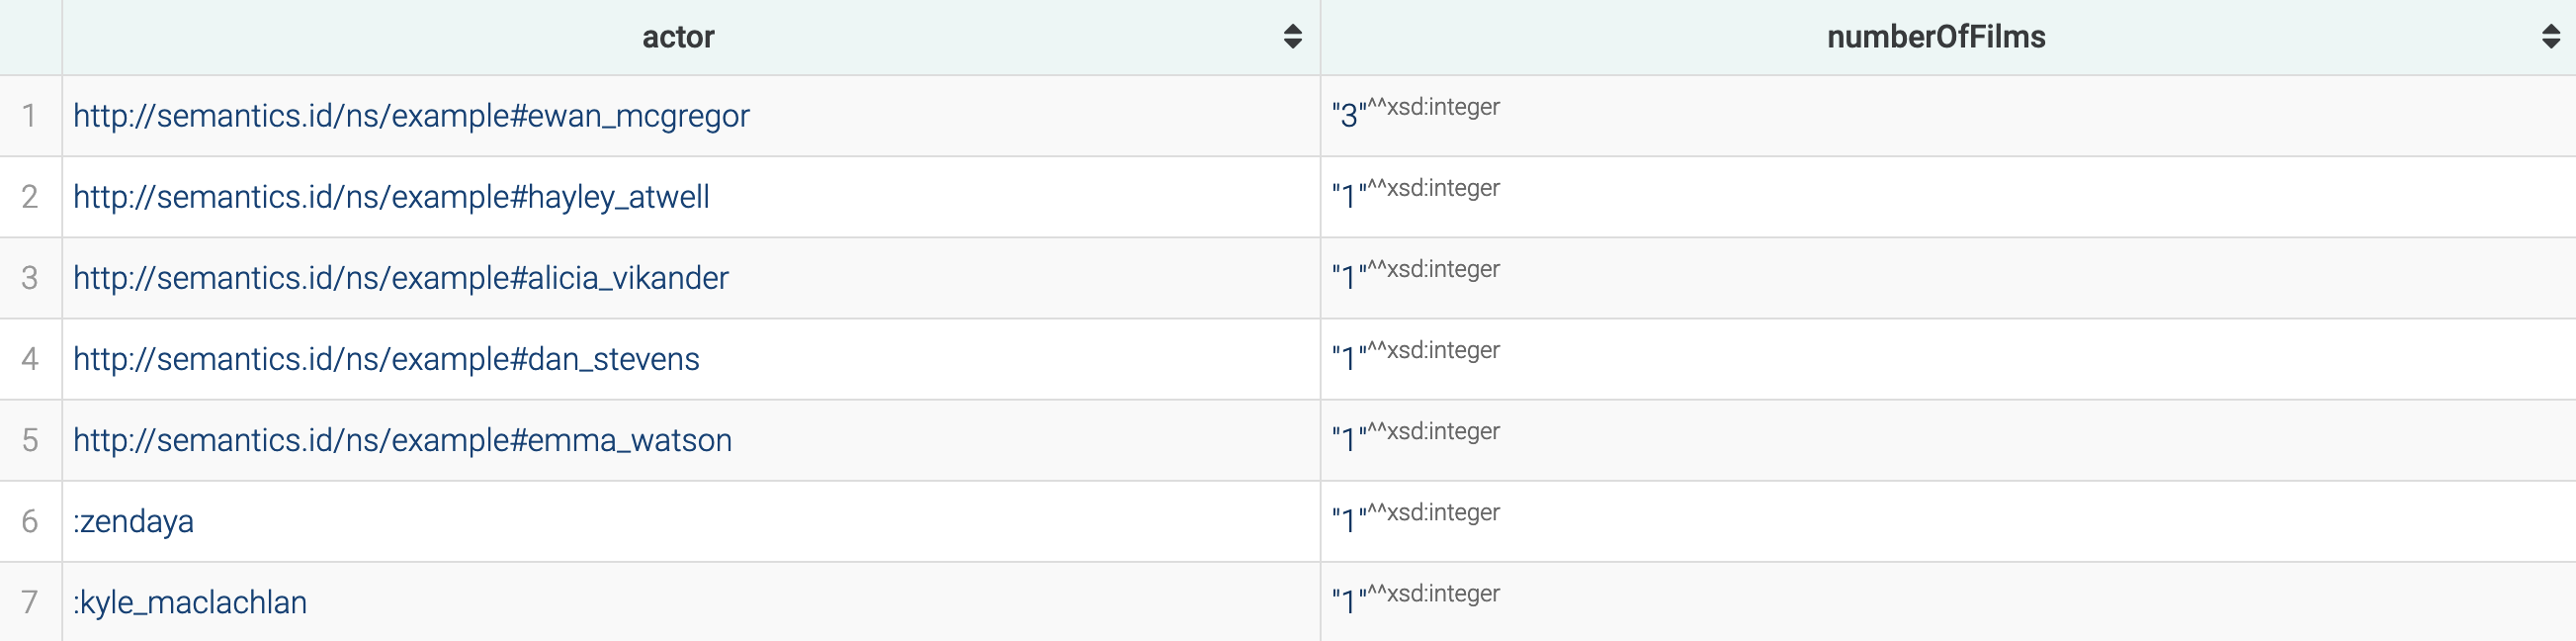 actor numberOfFilms
1 http://semantics.id/ns/example#ewan_mcgregor "3"^^xsd:integer
2 http://semantics.id/ns/example#hayley_atwell "1"^^xsd:integer
3 http://semantics.id/ns/example#alicia_vikander "1"^^xsd:integer
4 http://semantics.id/ns/example#dan_stevens "1"^^xsd:integer
5 http://semantics.id/ns/example#emma_watson "1"^^xsd:integer
6 :zendaya "1"^^xsd:integer
7 :kyle_maclachlan "1"^^xsd:integer